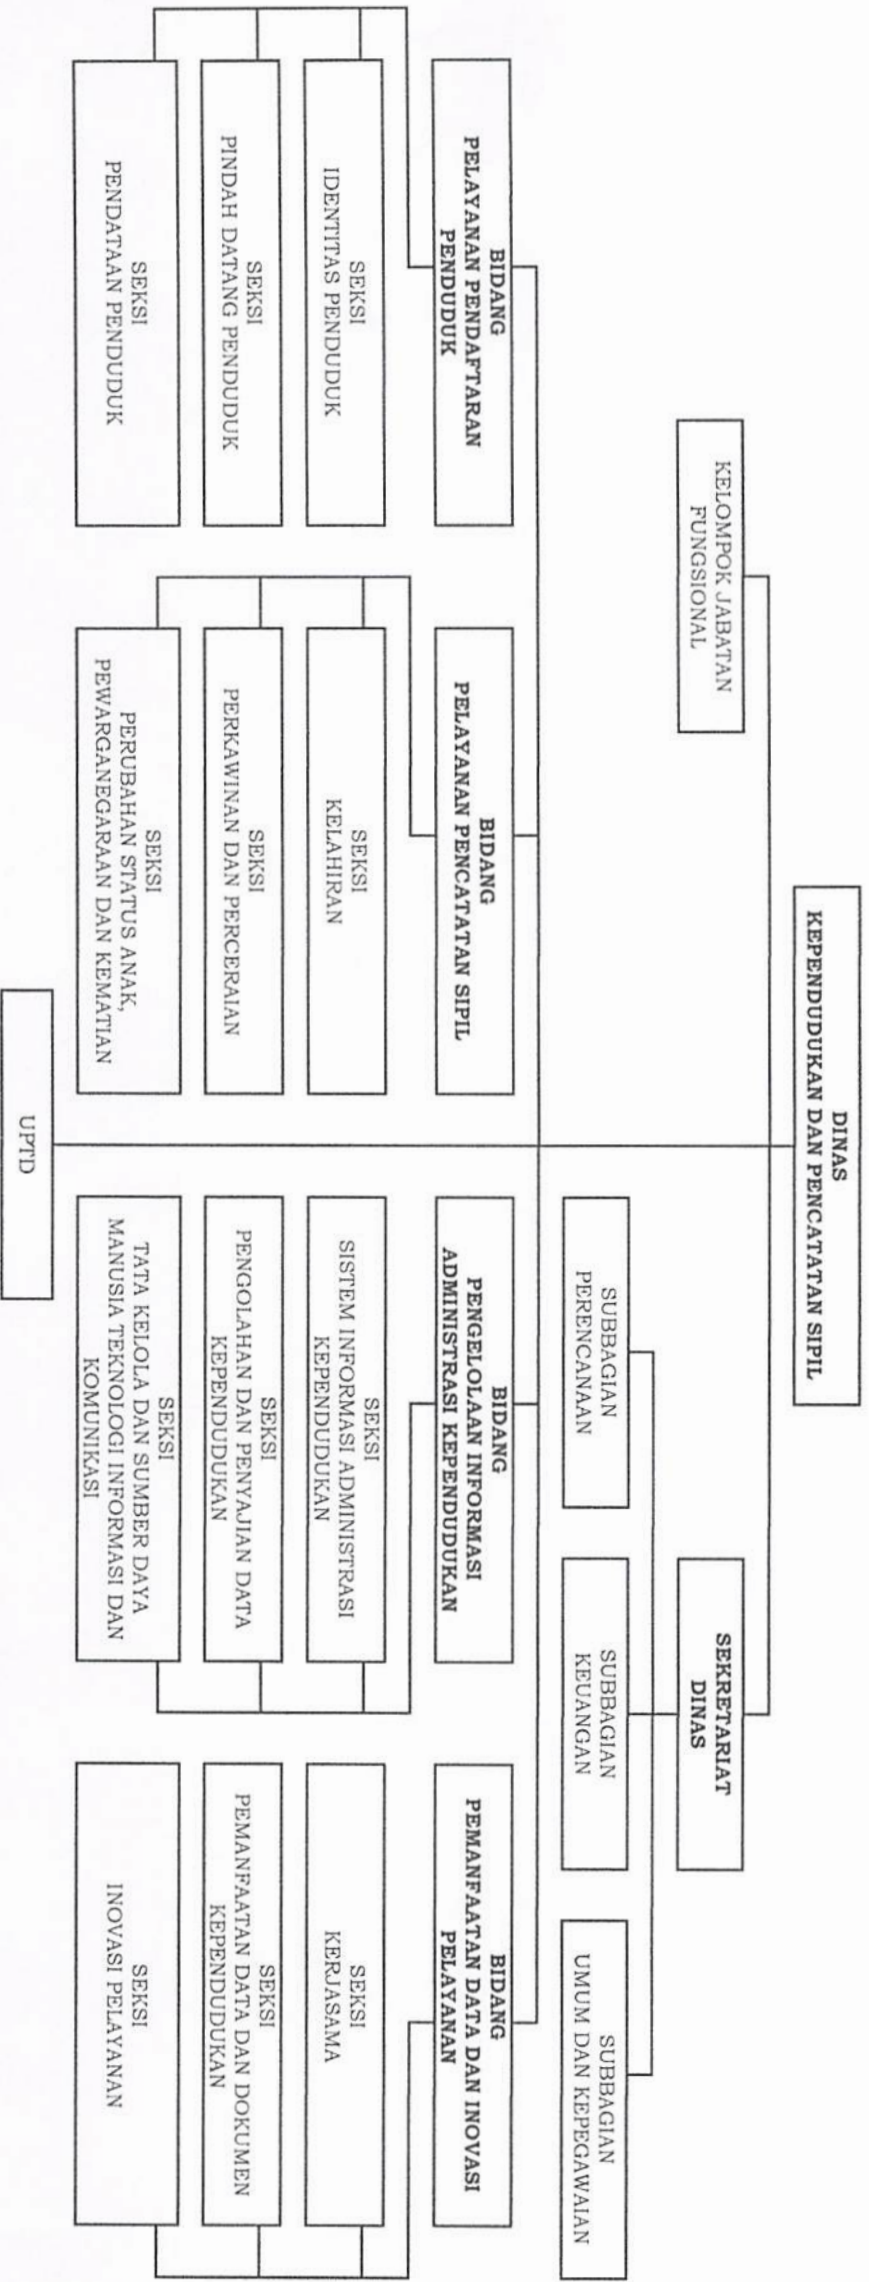 DINAS
KEPENDUDUKAN DAN PENCATATAN SIPIL
KELOMPOK JABATAN
FUNGSIONAL
SEKRETARIAT
DINAS
SUBBAGIAN
PERENCANAAN
SUBBAGIAN
KEUANGAN
SUBBAGIAN
UMUM DAN KEPEGAWAIAN
BIDANG
PELAYANAN PENDAFTARAN
PENDUDUK
SEKSI
IDENTITAS PENDUDUK
SEKSI
PINDAH DATANG PENDUDUK
SEKSI
PENDATAAN PENDUDUK
BIDANG
PELAYANAN PENCATATAN SIPIL
SEKSI
KELAHIRAN
SEKSI
PERKAWINAN DAN PERCERAIAN
SEKSI
PERUBAHAN STATUS ANAK,
PEWARGANEGARAAN DAN KEMATIAN
BIDANG
PENGELOLAAN INFORMASI
ADMINISTRASI KEPENDUDUKAN
SEKSI
SISTEM INFORMASI ADMINISTRASI
KEPENDUDUKAN
SEKSI
PENGOLAHAN DAN PENYAJIAN DATA
KEPENDUDUKAN
SEKSI
TATA KELOLA DAN SUMBER DAYA
MANUSIA TEKNOLOGI INFORMASI DAN
KOMUNIKASI
BIDANG
PEMANFAATAN DATA DAN INOVASI
PELAYANAN
SEKSI
KERJASAMA
SEKSI
PEMANFAATAN DATA DAN DOKUMEN
KEPENDUDUKAN
SEKSI
INOVASI PELAYANAN
UPTD